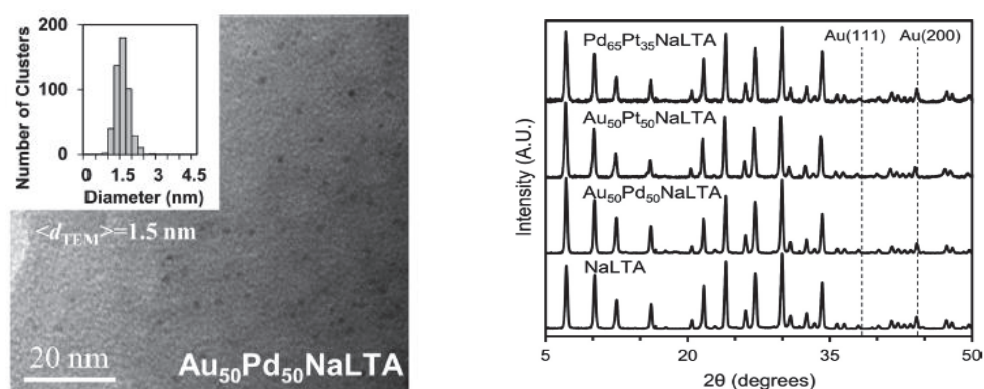 200
100
0
Number of Clusters
0 1.5 3 4.5
Diameter (nm)
<d_TEM>=1.5 nm
20 nm
Au₅₀Pd₅₀NaLTA
Intensity (A.U.)
Au(111) Au(200)
Pd₆₅Pt₃₅NaLTA
Au₅₀Pt₅₀NaLTA
Au₅₀Pd₅₀NaLTA
NaLTA
5 20 35 50
2θ (degrees)